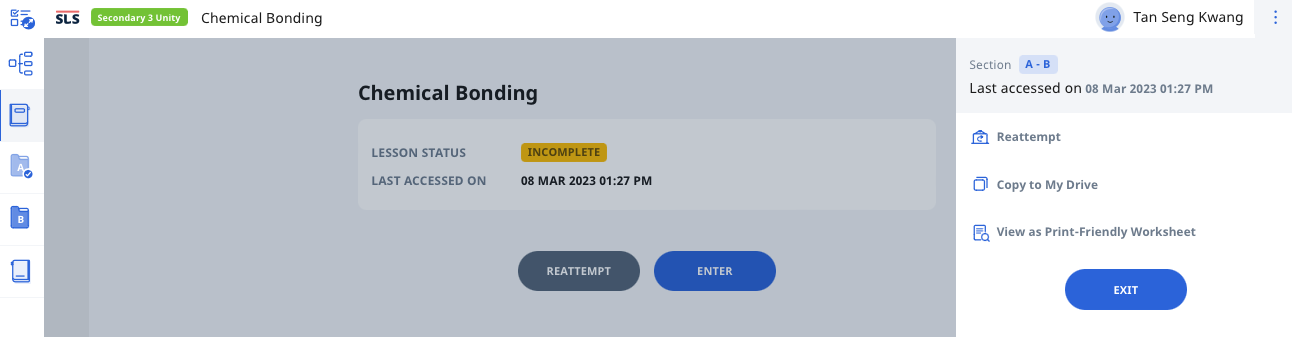 SLS Secondary 3 Unity Chemical Bonding Tan Seng Kwang
Section A - B
Last accessed on 08 Mar 2023 01:27 PM
Chemical Bonding
LESSON STATUS INCOMPLETE
LAST ACCESSED ON 08 MAR 2023 01:27 PM
REATTEMPT ENTER
Reattempt
Copy to My Drive
View as Print-Friendly Worksheet
EXIT
A
B